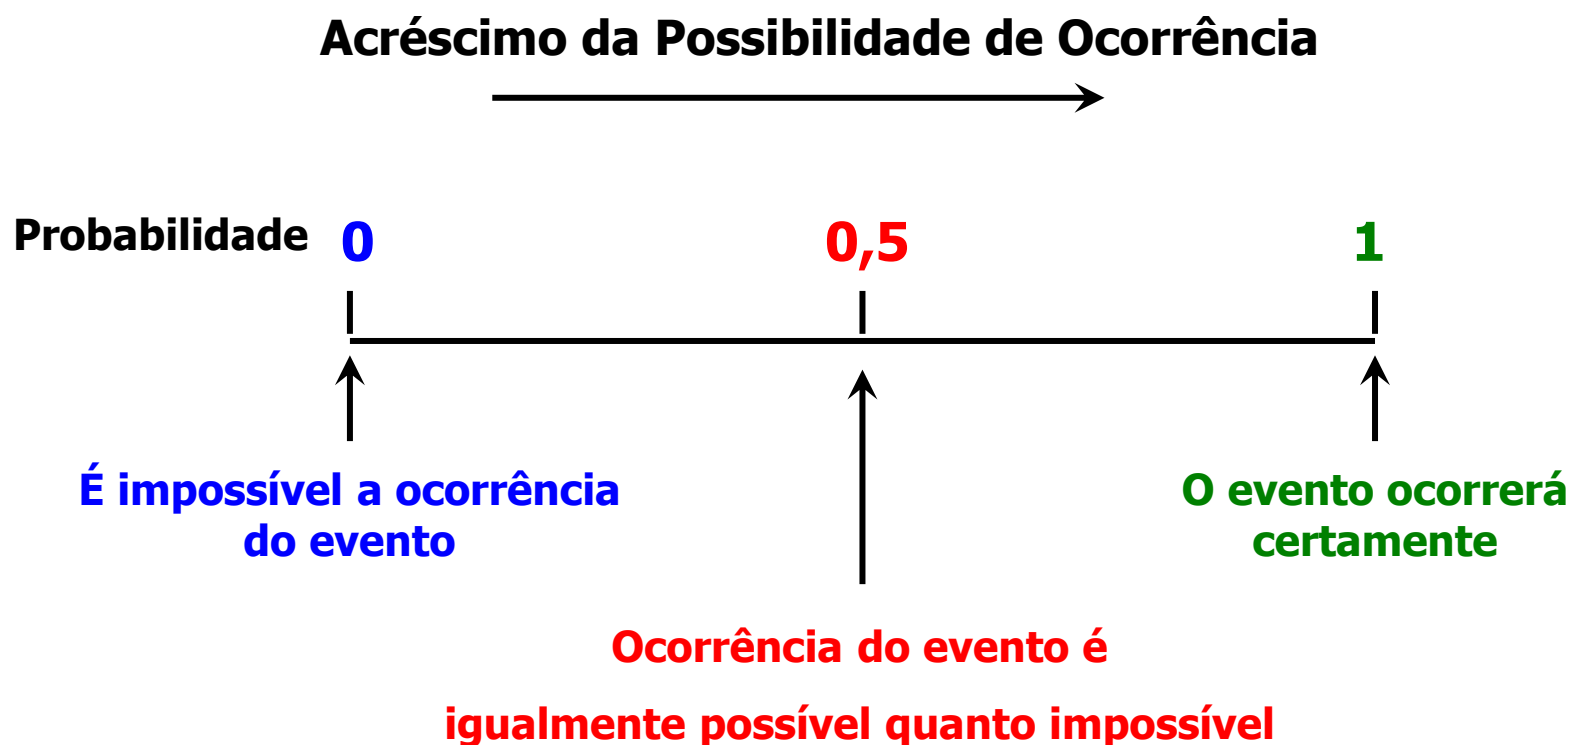 Acréscimo da Possibilidade de Ocorrência
Probabilidade 0 0,5 1
É impossível a ocorrência
do evento
O evento ocorrerá
certamente
Ocorrência do evento é
igualmente possível quanto impossível